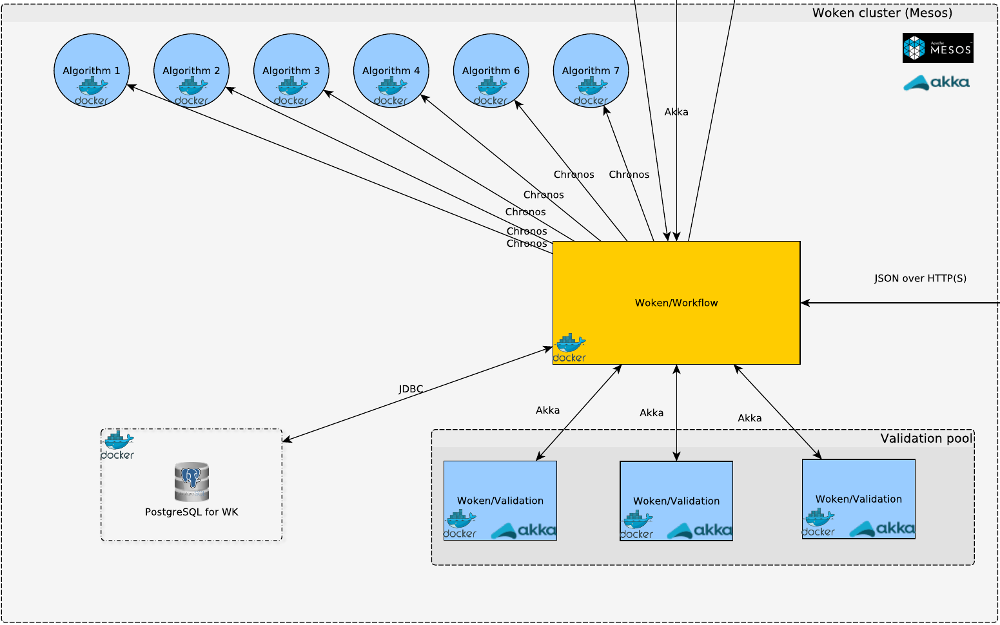 Woken cluster (Mesos)
Apache
MESOS
akka
Algorithm 1
docker
Algorithm 2
docker
Algorithm 3
docker
Algorithm 4
docker
Algorithm 6
docker
Algorithm 7
docker
Akka
Chronos
Chronos
Chronos
Chronos
Chronos
Chronos
JSON over HTTP(S)
Woken/Workflow
docker
JDBC
Akka
Akka
Akka
docker
PostgreSQL for WK
Validation pool
Woken/Validation
docker
akka
Woken/Validation
docker
akka
Woken/Validation
docker
akka